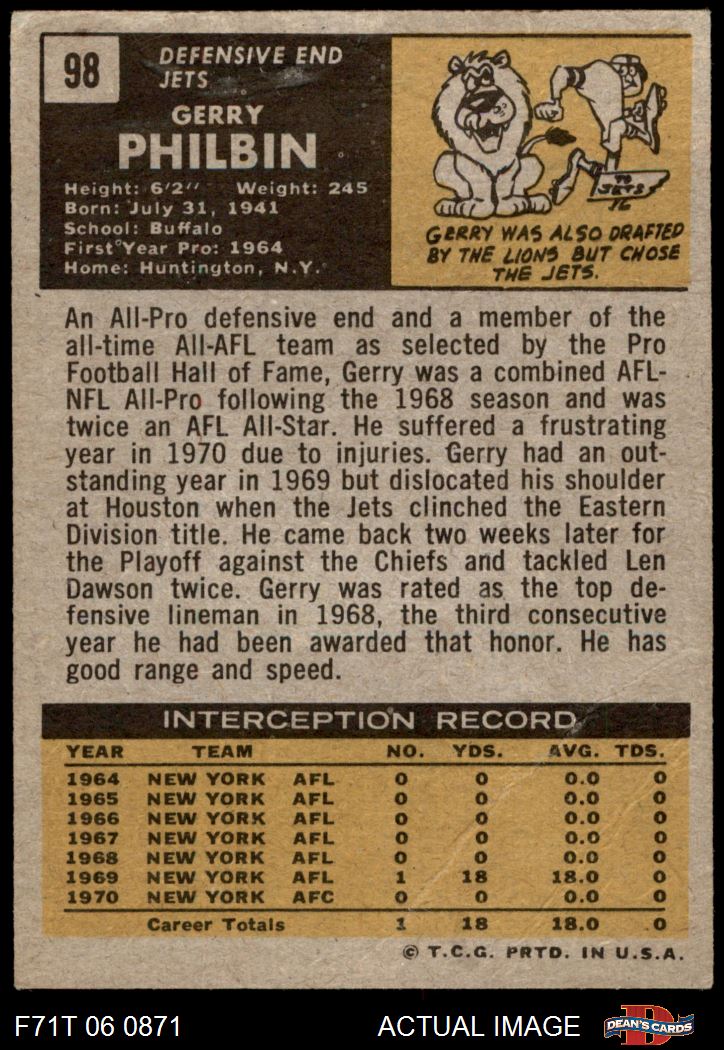 98
DEFENSIVE END
JETS
GERRY
PHILBIN
Height: 6'2" Weight: 245
Born: July 31, 1941
School: Buffalo
First Year Pro: 1964
Home: Huntington, N.Y.
TO
JETS
GERRY WAS ALSO DRAFTED
BY THE LIONS BUT CHOSE
THE JETS.
An All-Pro defensive end and a member of the
all-time All-AFL team as selected by the Pro
Football Hall of Fame, Gerry was a combined AFL-
NFL All-Pro following the 1968 season and was
twice an AFL All-Star. He suffered a frustrating
year in 1970 due to injuries. Gerry had an out-
standing year in 1969 but dislocated his shoulder
at Houston when the Jets clinched the Eastern
Division title. He came back two weeks later for
the Playoff against the Chiefs and tackled Len
Dawson twice. Gerry was rated as the top de-
fensive lineman in 1968, the third consecutive
year he had been awarded that honor. He has
good range and speed.
INTERCEPTION RECORD
YEAR TEAM NO. YDS. AVG. TDS.
1964 NEW YORK AFL 0 0 0.0 0
1965 NEW YORK AFL 0 0 0.0 0
1966 NEW YORK AFL 0 0 0.0 0
1967 NEW YORK AFL 0 0 0.0 0
1968 NEW YORK AFL 0 0 0.0 0
1969 NEW YORK AFL 1 18 18.0 0
1970 NEW YORK AFC 0 0 0.0 0
Career Totals 1 18 18.0 0
© T.C.G. PRTD. IN U.S.A.
F71T 06 0871 ACTUAL IMAGE D DEAN'S CARDS